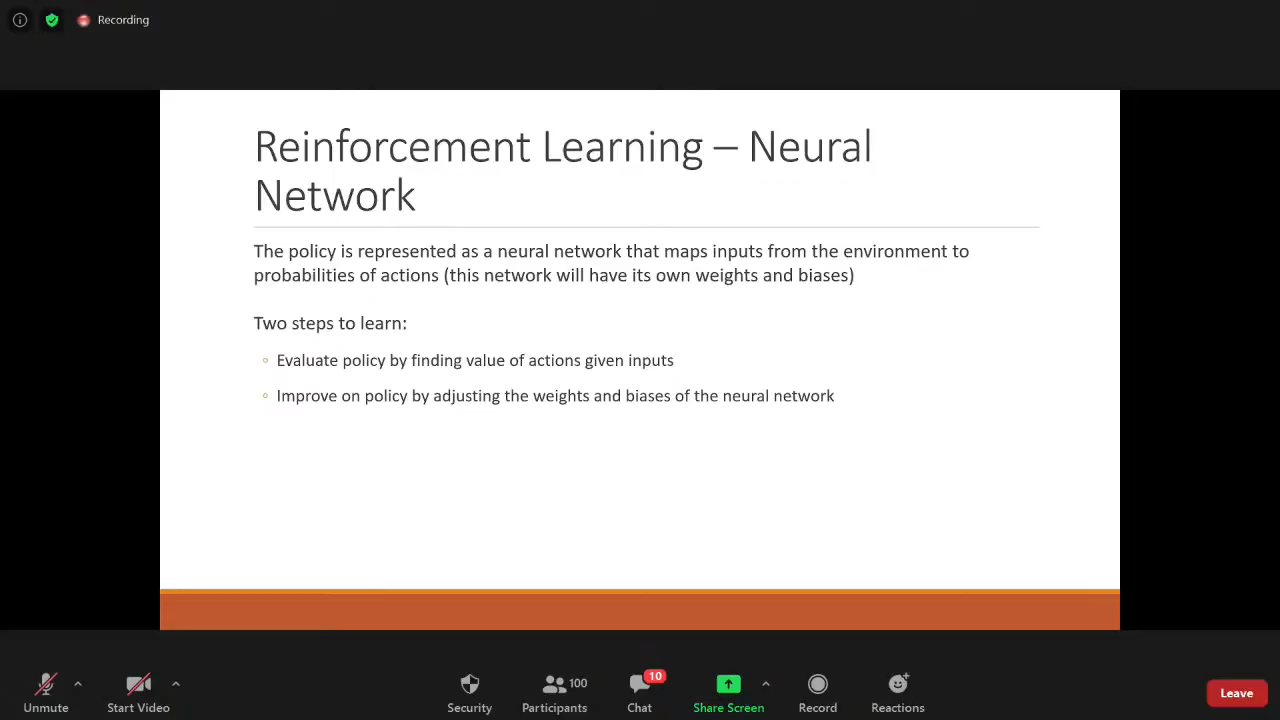 Recording
Reinforcement Learning – Neural
Network
The policy is represented as a neural network that maps inputs from the environment to
probabilities of actions (this network will have its own weights and biases)
Two steps to learn:
Evaluate policy by finding value of actions given inputs
Improve on policy by adjusting the weights and biases of the neural network
100
10
Unmute
Start Video
Security
Participants
Chat
Share Screen
Record
Reactions
Leave